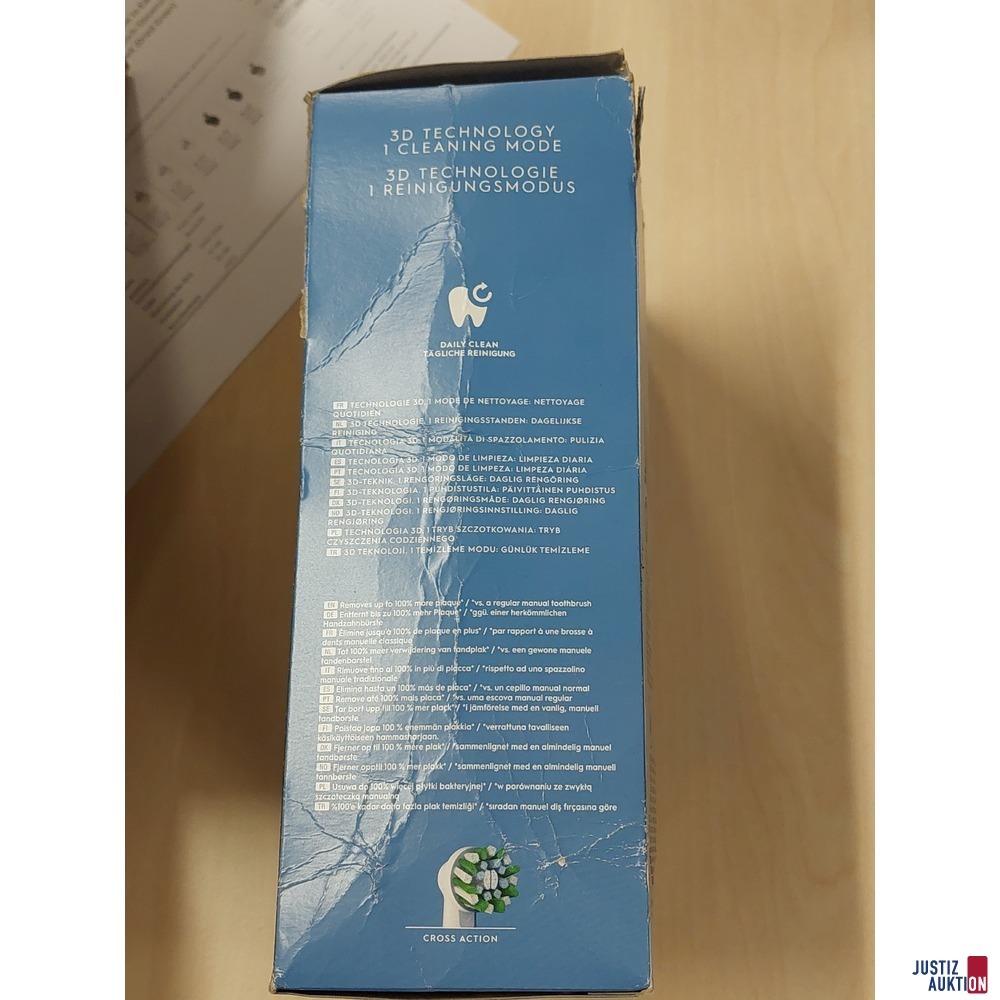 3D TECHNOLOGY
1 CLEANING MODE
3D TECHNOLOGIE
1 REINIGUNGSMODUS
DAILY CLEAN
TÄGLICHE REINIGUNG
FR TECHNOLOGIE 3D, 1 MODE DE NETTOYAGE: NETTOYAGE
QUOTIDIEN
NL 3D TECHNOLOGIE, 1 REINIGINGSSTANDEN: DAGELIJKSE
REINIGING
IT TECNOLOGIA 3D, 1 MODALITÀ DI SPAZZOLAMENTO: PULIZIA
QUOTIDIANA
ES TECNOLOGÍA 3D, 1 MODO DE LIMPIEZA: LIMPIEZA DIARIA
PT TECNOLOGIA 3D, 1 MODO DE LIMPEZA: LIMPEZA DIÁRIA
SE 3D-TEKNIK, 1 RENGÖRINGSLÄGE: DAGLIG RENGÖRING
FI 3D-TEKNOLOGIA, 1 PUHDISTUSTILA: PÄIVITTÄINEN PUHDISTUS
DK 3D-TEKNOLOGI, 1 RENGØRINGSMÅDE: DAGLIG RENGJØRING
NO 3D-TEKNOLOGI, 1 RENGJØRINGSINNSTILLING: DAGLIG
RENGJØRING
PL TECHNOLOGIA 3D, 1 TRYB SZCZOTKOWANIA: TRYB
CZYSZCZENIA CODZIENNEGO
TR 3D TEKNOLOJİ, 1 TEMİZLEME MODU: GÜNLÜK TEMİZLEME
EN Removes up to 100% more plaque* / *vs. a regular manual toothbrush
DE Entfernt bis zu 100% mehr Plaque* / *ggü. einer herkömmlichen
Handzahnbürste
FR Élimine jusqu'à 100% de plaque en plus* / *par rapport à une brosse à
dents manuelle classique
NL Tot 100% meer verwijdering van tandplak* / *vs. een gewone manuele
tandenborstel
IT Rimuove fino al 100% in più di placca* / *rispetto ad uno spazzolino
manuale tradizionale
ES Elimina hasta un 100% más de placa* / *vs. un cepillo manual normal
PT Remove até 100% mais placa* / *vs. uma escova manual regular
SE Tar bort upp till 100 % mer plack* / *i jämförelse med en vanlig, manuell
tandborste
FI Poistaa jopa 100 % enemmän plakkia* / *verrattuna tavalliseen
käsikäyttöiseen hammasharjaan.
DK Fjerner op til 100 % mere plak* / *sammenlignet med en almindelig manuel
tandbørste
NO Fjerner opptil 100 % mer plakk* / *sammenlignet med en almindelig manuell
tannbørste
PL Usuwa do 100% więcej płytki bakteryjnej* / *w porównaniu ze zwykłą
szczoteczką manualną
TR %100'e kadar daha fazla plak temizliği* / *sıradan manuel diş fırçasına göre
CROSS ACTION
JUSTIZ
AUKTION